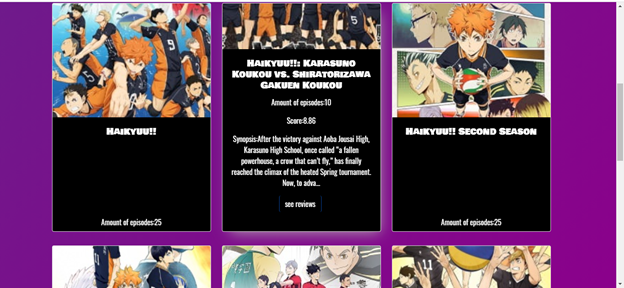 Haikyuu!!
Amount of episodes:25
Haikyuu!!: Karasuno
Koukou vs. Shiratorizawa
Gakuen Koukou
Amount of episodes:10
Score:8.86
Synopsis:After the victory against Aoba Jousai High,
Karasuno High School, once called "a fallen
powerhouse, a crow that can't fly," has finally
reached the climax of the heated Spring tournament.
Now, to adva...
see reviews
Haikyuu!! Second Season
Amount of episodes:25